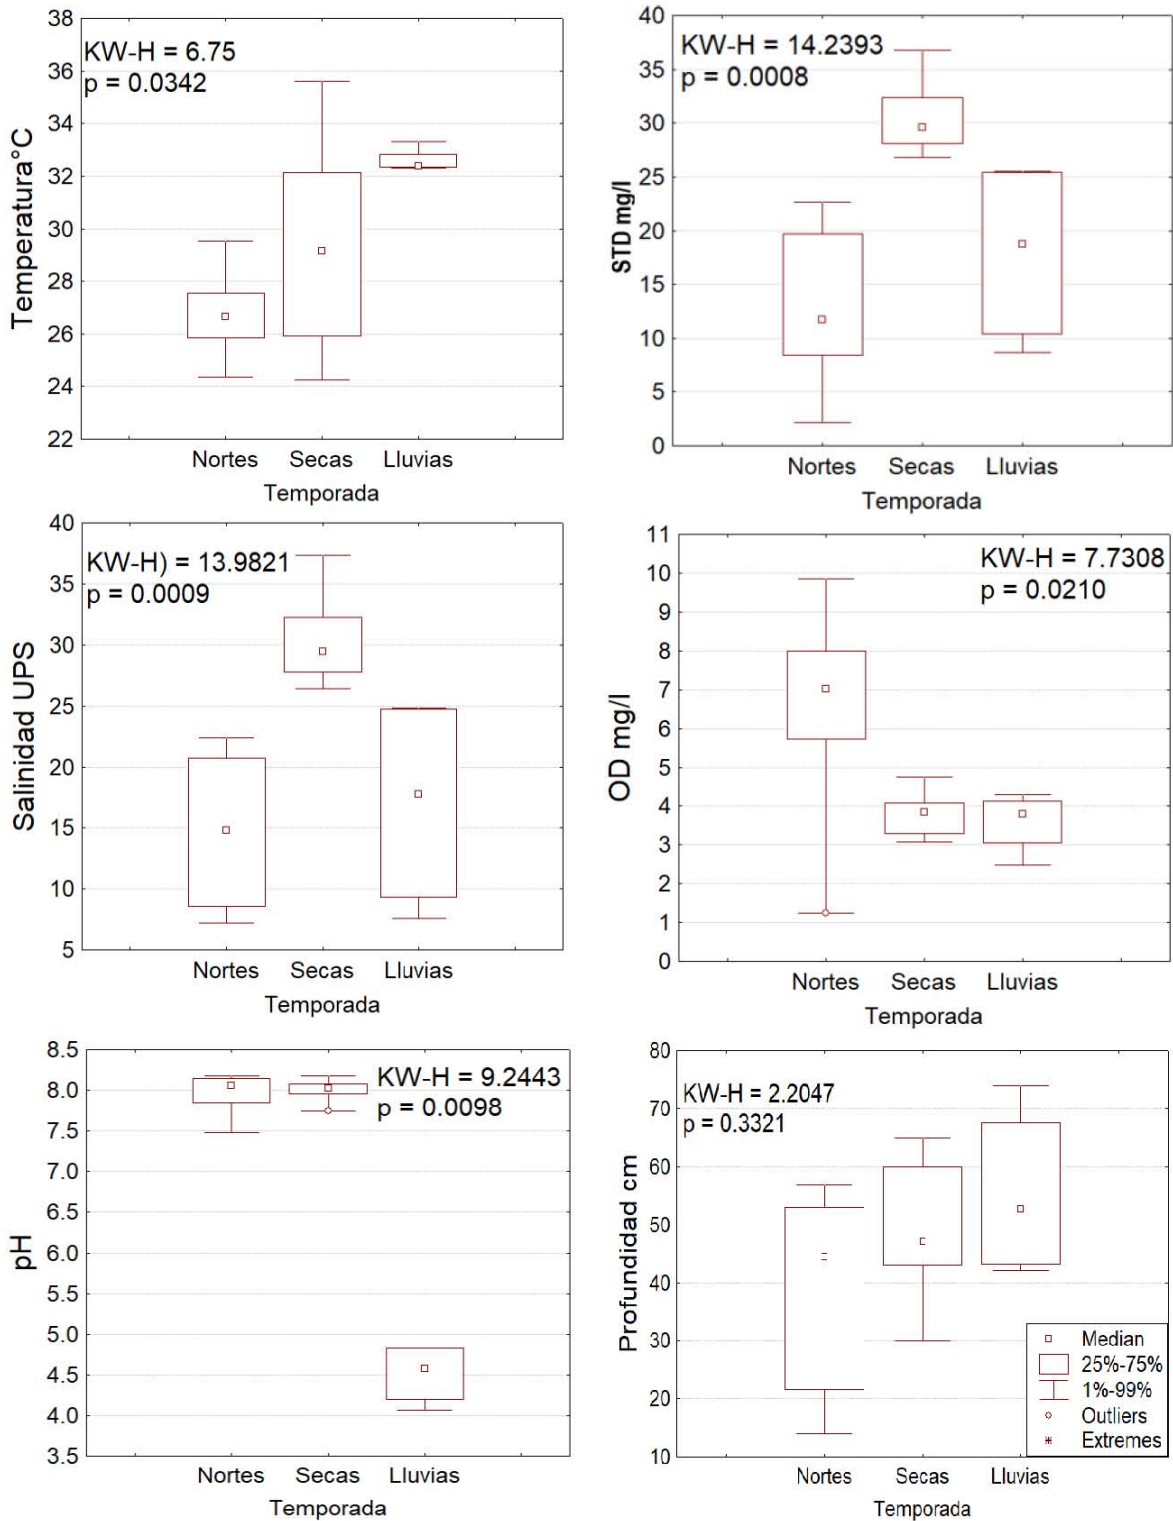 38
36
34
32
30
28
26
24
22
Temperatura°C
KW-H = 6.75
p = 0.0342
Nortes Secas Lluvias
Temporada
40
35
30
25
20
15
10
5
0
STD mg/l
KW-H = 14.2393
p = 0.0008
Nortes Secas Lluvias
Temporada
40
35
30
25
20
15
10
5
Salinidad UPS
KW-H) = 13.9821
p = 0.0009
Nortes Secas Lluvias
Temporada
11
10
9
8
7
6
5
4
3
2
1
0
OD mg/l
KW-H = 7.7308
p = 0.0210
Nortes Secas Lluvias
Temporada
8.5
8.0
7.5
7.0
6.5
6.0
5.5
5.0
4.5
4.0
3.5
pH
KW-H = 9.2443
p = 0.0098
Nortes Secas Lluvias
Temporada
80
70
60
50
40
30
20
10
Profundidad cm
KW-H = 2.2047
p = 0.3321
Median
25%-75%
1%-99%
Outliers
Extremes
Nortes Secas Lluvias
Temporada